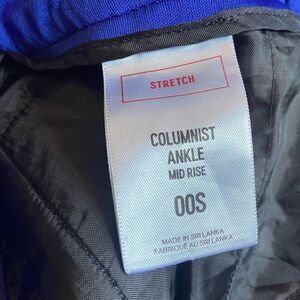 STRETCH
COLUMNIST
ANKLE
MID RISE
00S
MADE IN SRI LANKA
FABRIQUÉ AU SRI LANKA